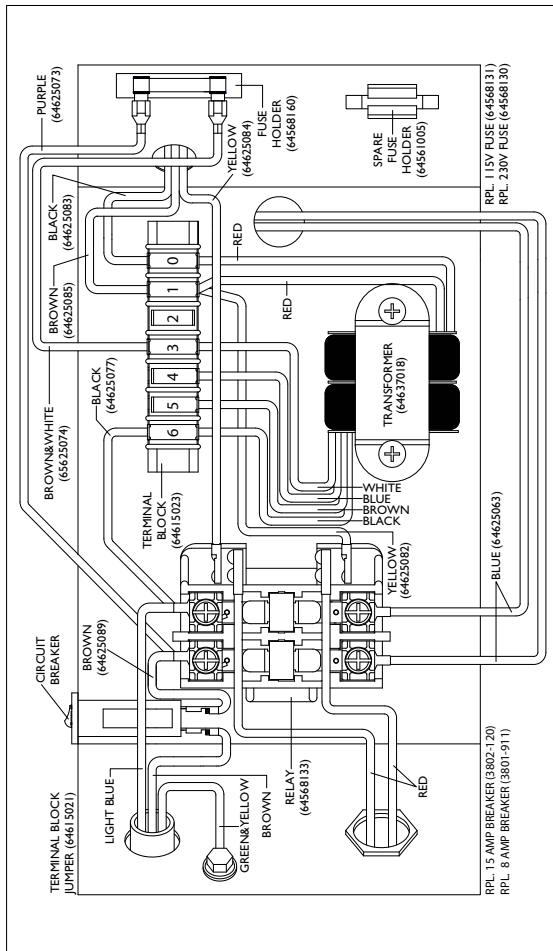 PURPLE
(64625073)
BLACK
(64625083)
BROWN
(64625085)
BLACK
(64625077)
BROWN&WHITE
(65625074)
TERMINAL
BLOCK
(64615023)
CIRCUIT
BREAKER
BROWN
(64625089)
TERMINAL BLOCK
JUMPER (64615021)
LIGHT BLUE
GREEN&YELLOW
BROWN
FUSE
HOLDER
(64568160)
YELLOW
(64625084)
SPARE
FUSE
HOLDER
(64561005)
RPL. 115V FUSE (64568131)
RPL. 230V FUSE (64568130)
RED
RED
0
1
2
3
4
5
6
TRANSFORMER
(64637018)
WHITE
BLUE
BROWN
BLACK
YELLOW
(64625082)
BLUE (64625063)
RELAY
(64568133)
RED
RPL. 15 AMP BREAKER (3802-120)
RPL. 8 AMP BREAKER (3801-911)